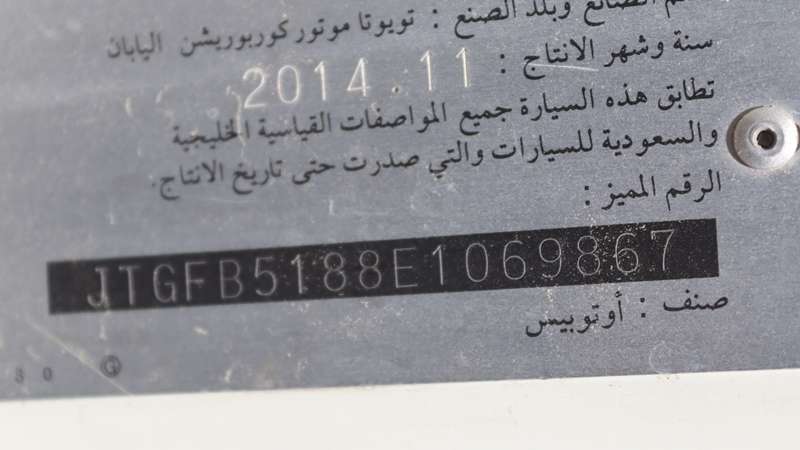 الصانع وبلد الصنع : تويوتا موتور كوربوريشن اليابان
سنة وشهر الانتاج : 2014.11
تطابق هذه السيارة جميع المواصفات القياسية الخليجية
والسعودية للسيارات والتي صدرت حتى تاريخ الانتاج.
الرقم المميز :
JTGFB5188E1069867
صنف : أوتوبيس
80